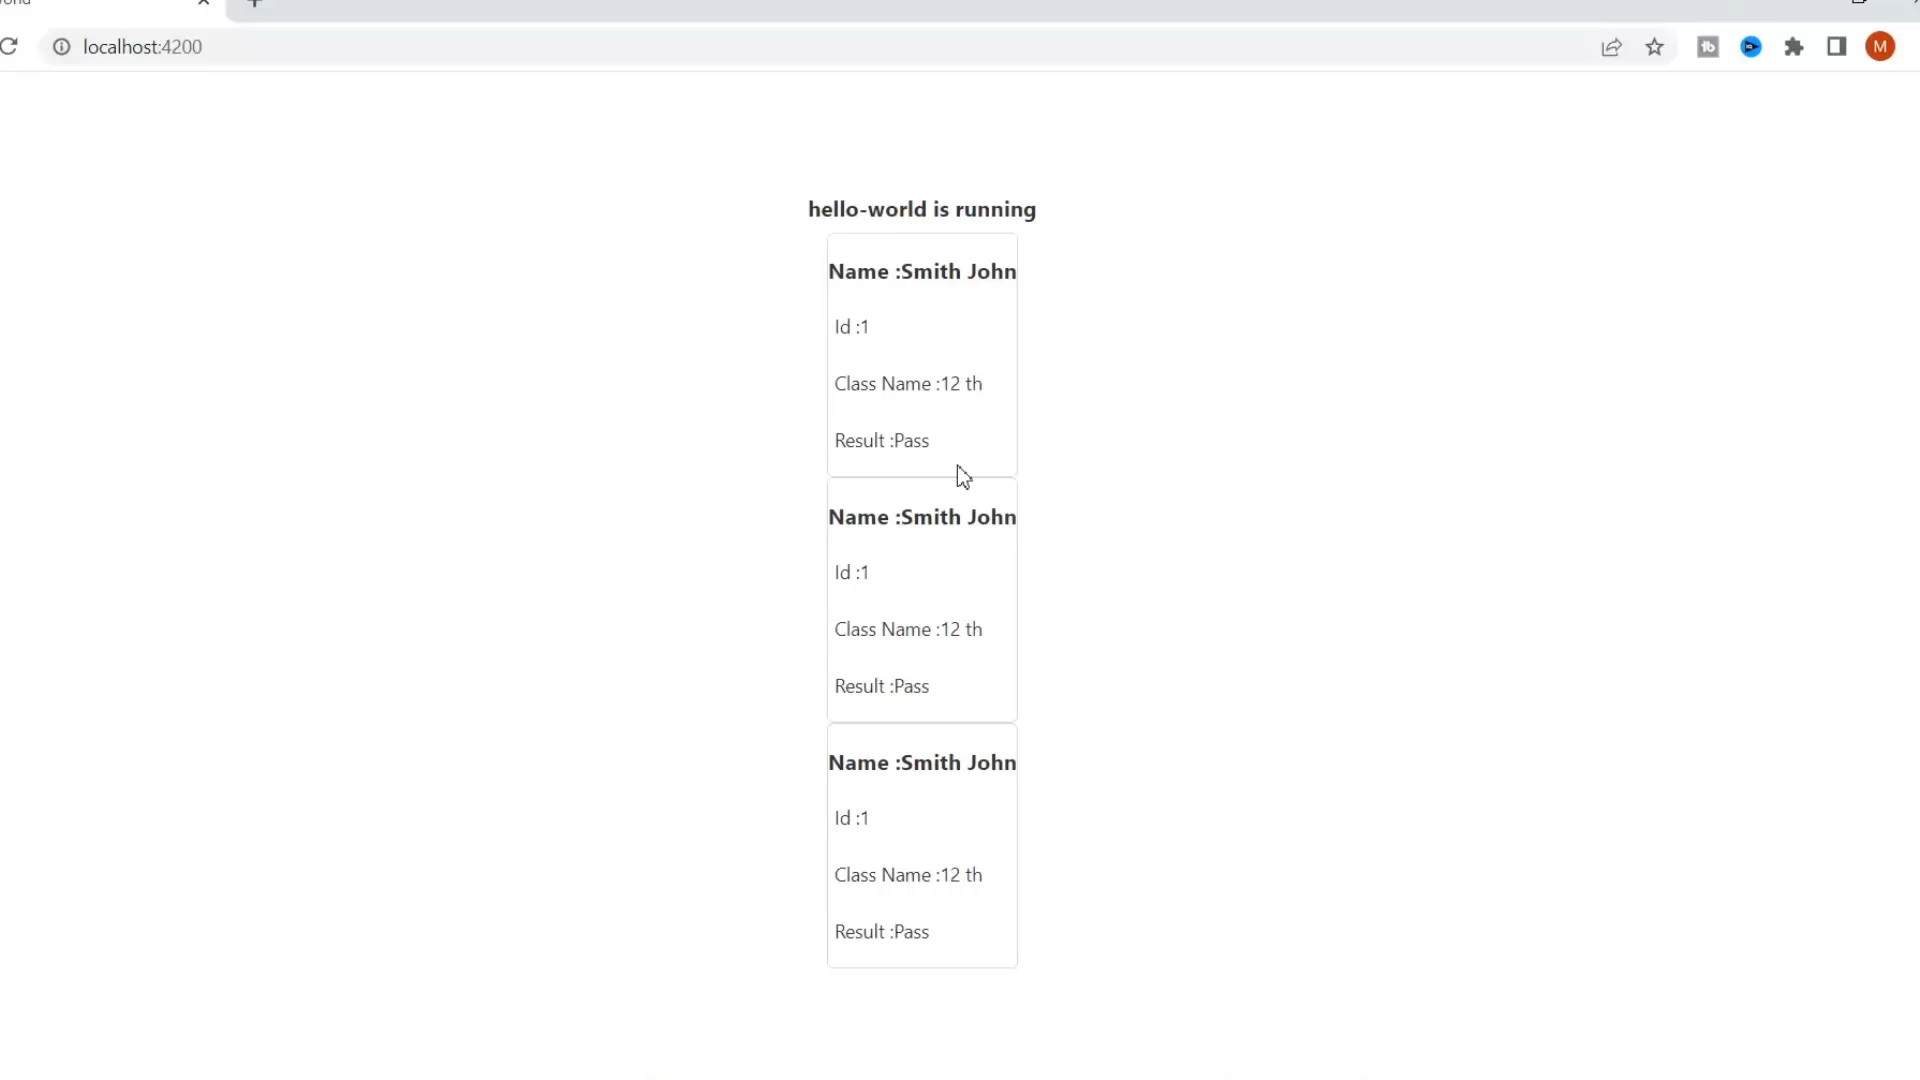 localhost:4200
M
hello-world is running
Name :Smith John
Id :1
Class Name :12 th
Result :Pass
Name :Smith John
Id :1
Class Name :12 th
Result :Pass
Name :Smith John
Id :1
Class Name :12 th
Result :Pass